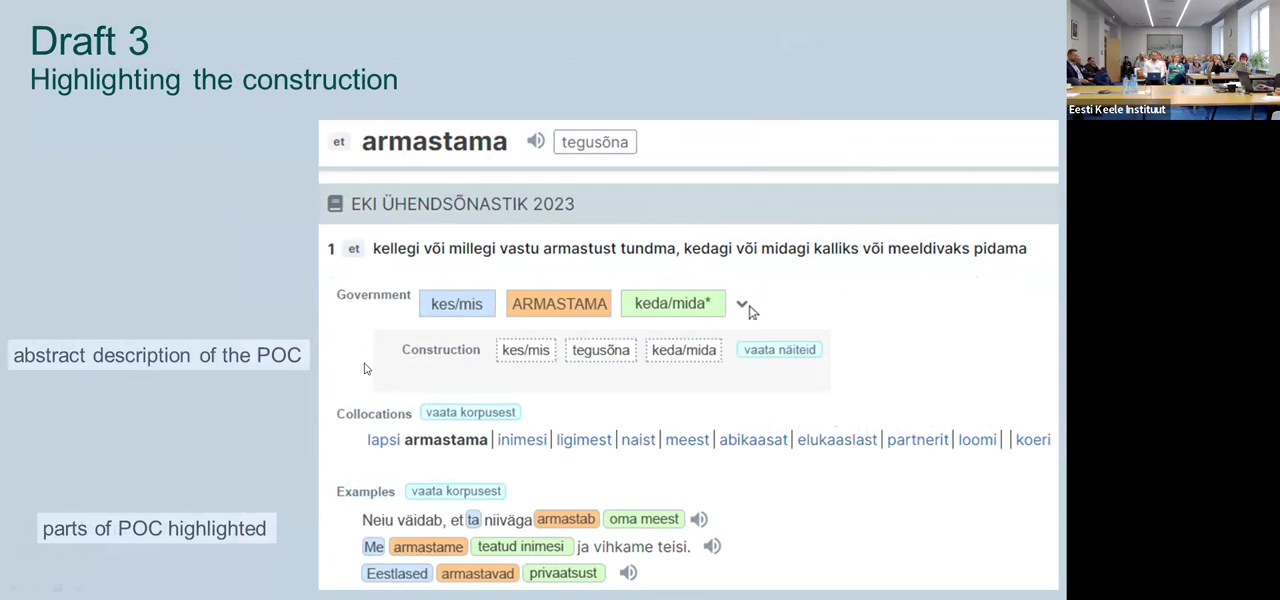 Draft 3
Highlighting the construction
Eesti Keele Instituut
et armastama tegusõna
EKI ÜHENDSÕNASTIK 2023
1 et kellegi või millegi vastu armastust tundma, kedagi või midagi kalliks või meeldivaks pidama
Government kes/mis ARMASTAMA keda/mida*
abstract description of the POC
Construction kes/mis tegusõna keda/mida vaata näiteid
Collocations vaata korpusest
lapsi armastama | inimesi | ligimest | naist | meest | abikaasat | elukaaslast | partnerit | loomi | | koeri
Examples vaata korpusest
parts of POC highlighted
Neiu väidab, et ta niiväga armastab oma meest
Me armastame teatud inimesi ja vihkame teisi.
Eestlased armastavad privaatsust